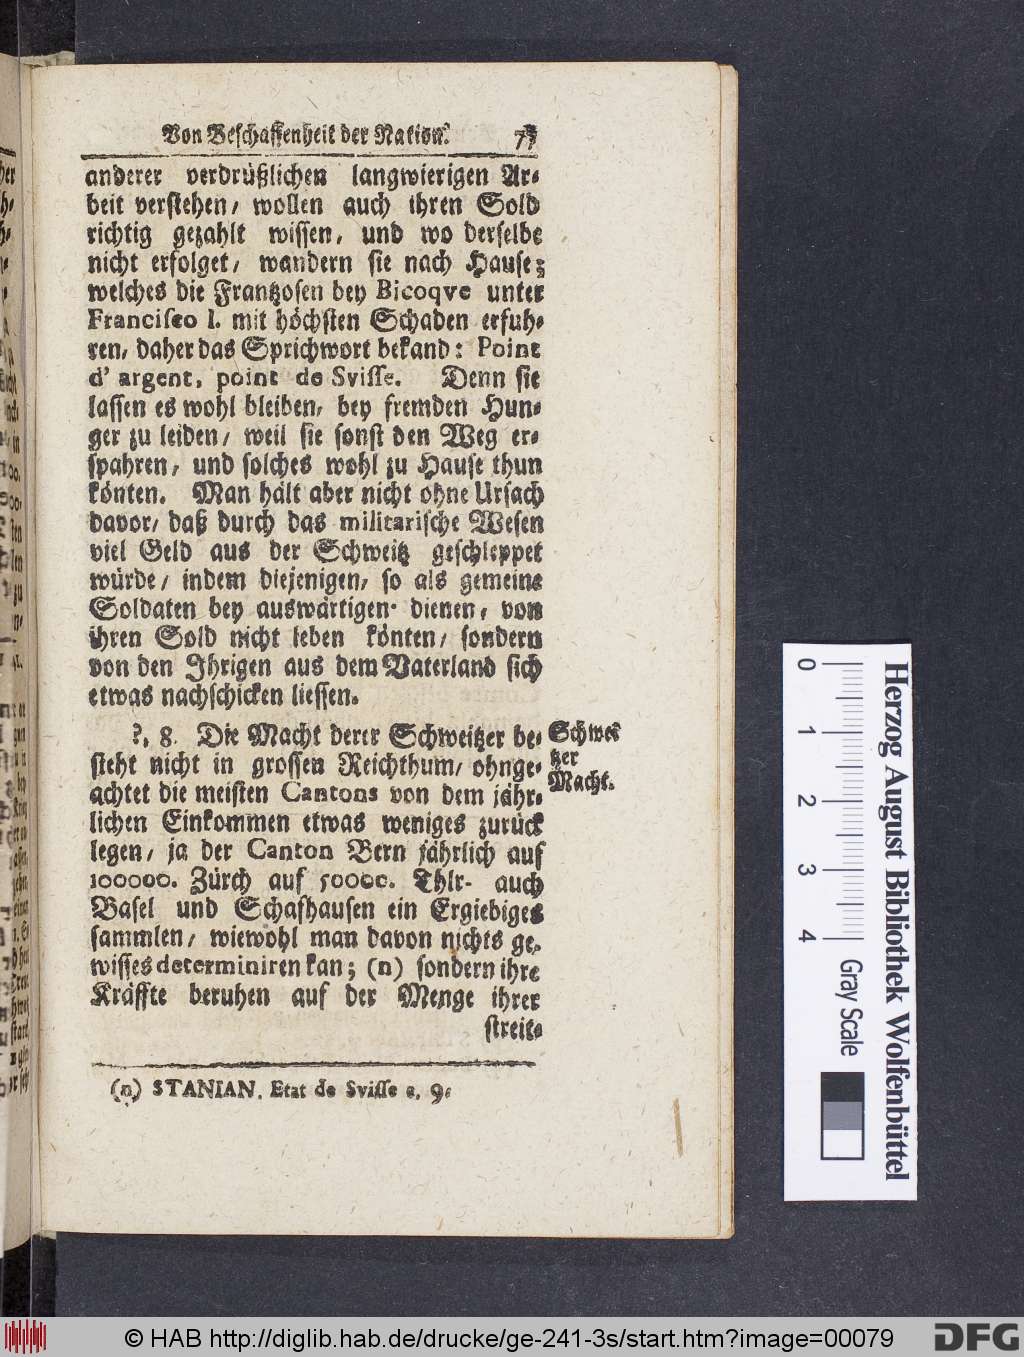 Von Beschaffenheit der Nation. 77
anderer verdrüßlichen langwierigen Ar-
beit verstehen/ wollen auch ihren Sold
richtig gezahlt wissen, und wo derselbe
nicht erfolget/ wandern sie nach Hause;
welches die Frantzosen bey Bicoqve unter
Francisco I. mit höchsten Schaden erfuh-
ren, daher das Sprichwort bekand: Point
d' argent, point de Svisse. Denn sie
lassen es wohl bleiben, bey fremden Hun-
ger zu leiden/ weil sie sonst den Weg er-
spahren, und solches wohl zu Hause thun
könten. Man hält aber nicht ohne Ursach
davor/ daß durch das militarische Wesen
viel Geld aus der Schweitz geschleppet
würde/ indem diejenigen, so als gemeine
Soldaten bey auswärtigen dienen, von
ihren Sold nicht leben könten/ sondern
von den Ihrigen aus dem Vaterland sich
etwas nachschicken liessen.
?. 8. Die Macht derer Schweitzer be-
steht nicht in grossen Reichthum/ ohnge-
achtet die meisten Cantons von dem jähr-
lichen Einkommen etwas weniges zurück
legen/ ja der Canton Bern jährlich auf
100000. Zürch auf 50000. Thlr. auch
Basel und Schafhausen ein Ergiebiges
sammlen/ wiewohl man davon nichts ge-
wisses determiniren kan; (n) sondern ihre
Kräffte beruhen auf der Menge ihrer
streit-
Schwei-
tzer
Macht.
(n) STANIAN. Etat de Svisse c. 9.
0 1 2 3 4
Gray Scale
Herzog August Bibliothek Wolfenbüttel
© HAB http://diglib.hab.de/drucke/ge-241-3s/start.htm?image=00079
DFG